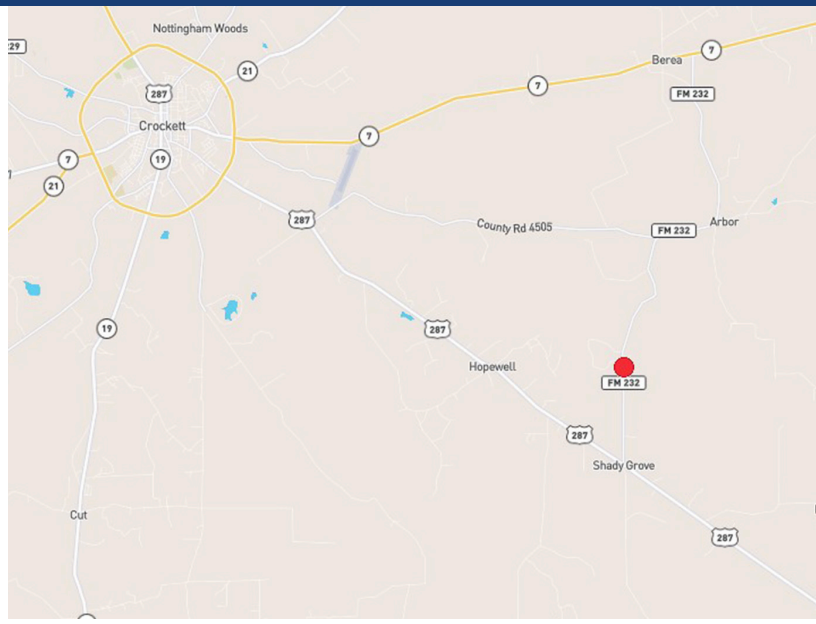 Nottingham Woods
29
21
7
Berea
7
287
FM 232
Crockett
7
19
7
21
287
County Rd 4505
FM 232
Arbor
19
287
Hopewell
FM 232
287
Shady Grove
Cut
287